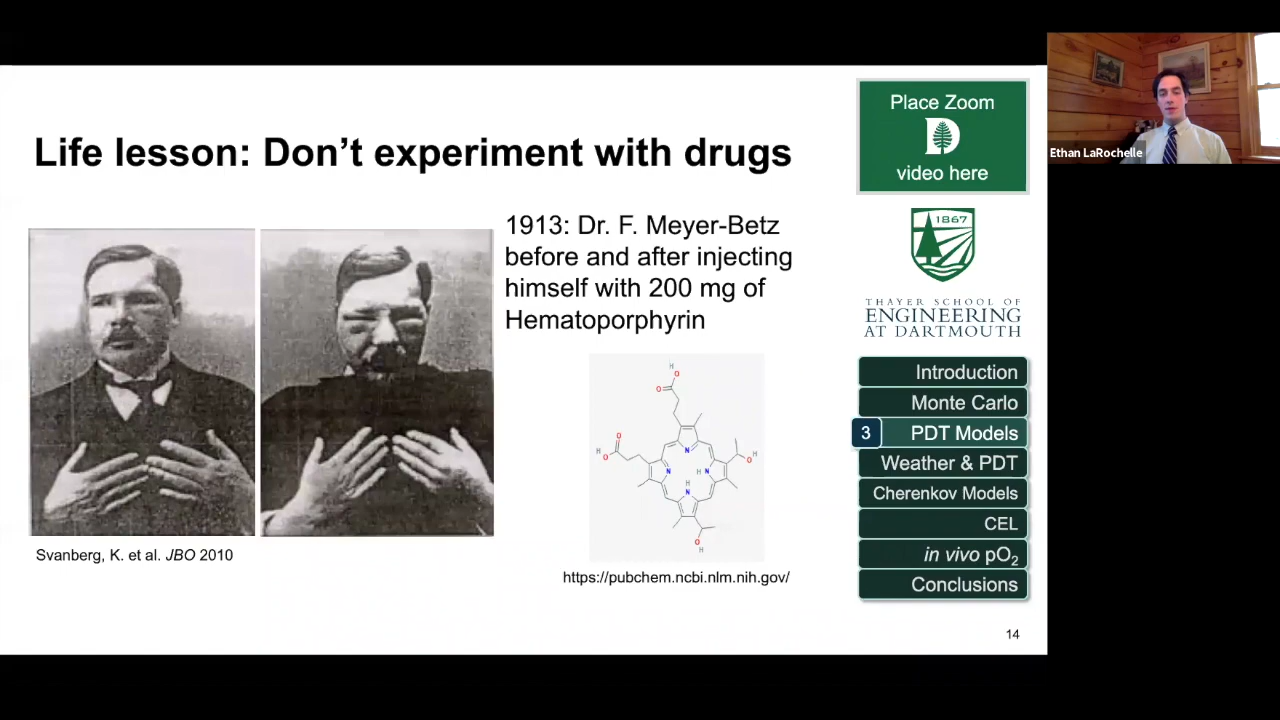 Life lesson: Don’t experiment with drugs
1913: Dr. F. Meyer-Betz
before and after injecting
himself with 200 mg of
Hematoporphyrin
H
O
O
H
O
O
N
N
H
N
H
N
O
H
O
H
Svanberg, K. et al. JBO 2010
https://pubchem.ncbi.nlm.nih.gov/
Place Zoom
D
video here
1867
THAYER SCHOOL OF
ENGINEERING
AT DARTMOUTH
Introduction
Monte Carlo
3 PDT Models
Weather & PDT
Cherenkov Models
CEL
in vivo pO₂
Conclusions
14
Ethan LaRochelle